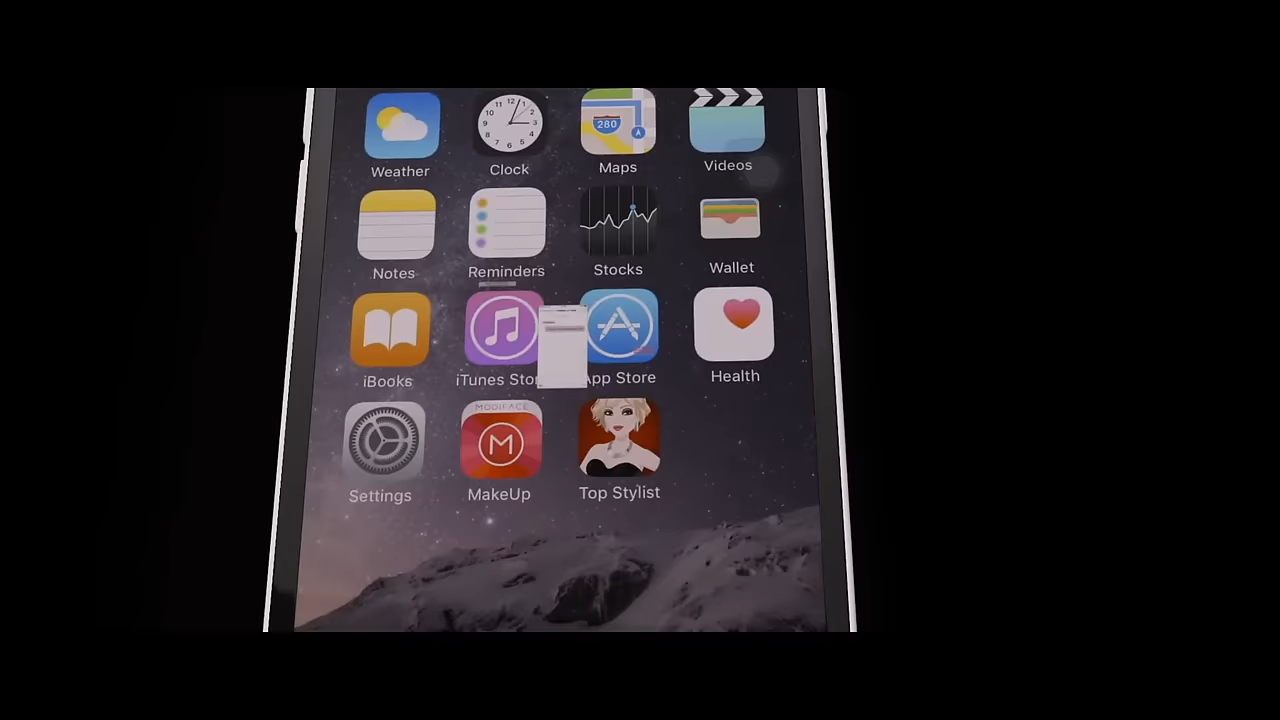 Weather Clock Maps Videos
280
Notes Reminders Stocks Wallet
iBooks iTunes Sto App Store Health
MODIFACE
M
Settings MakeUp Top Stylist